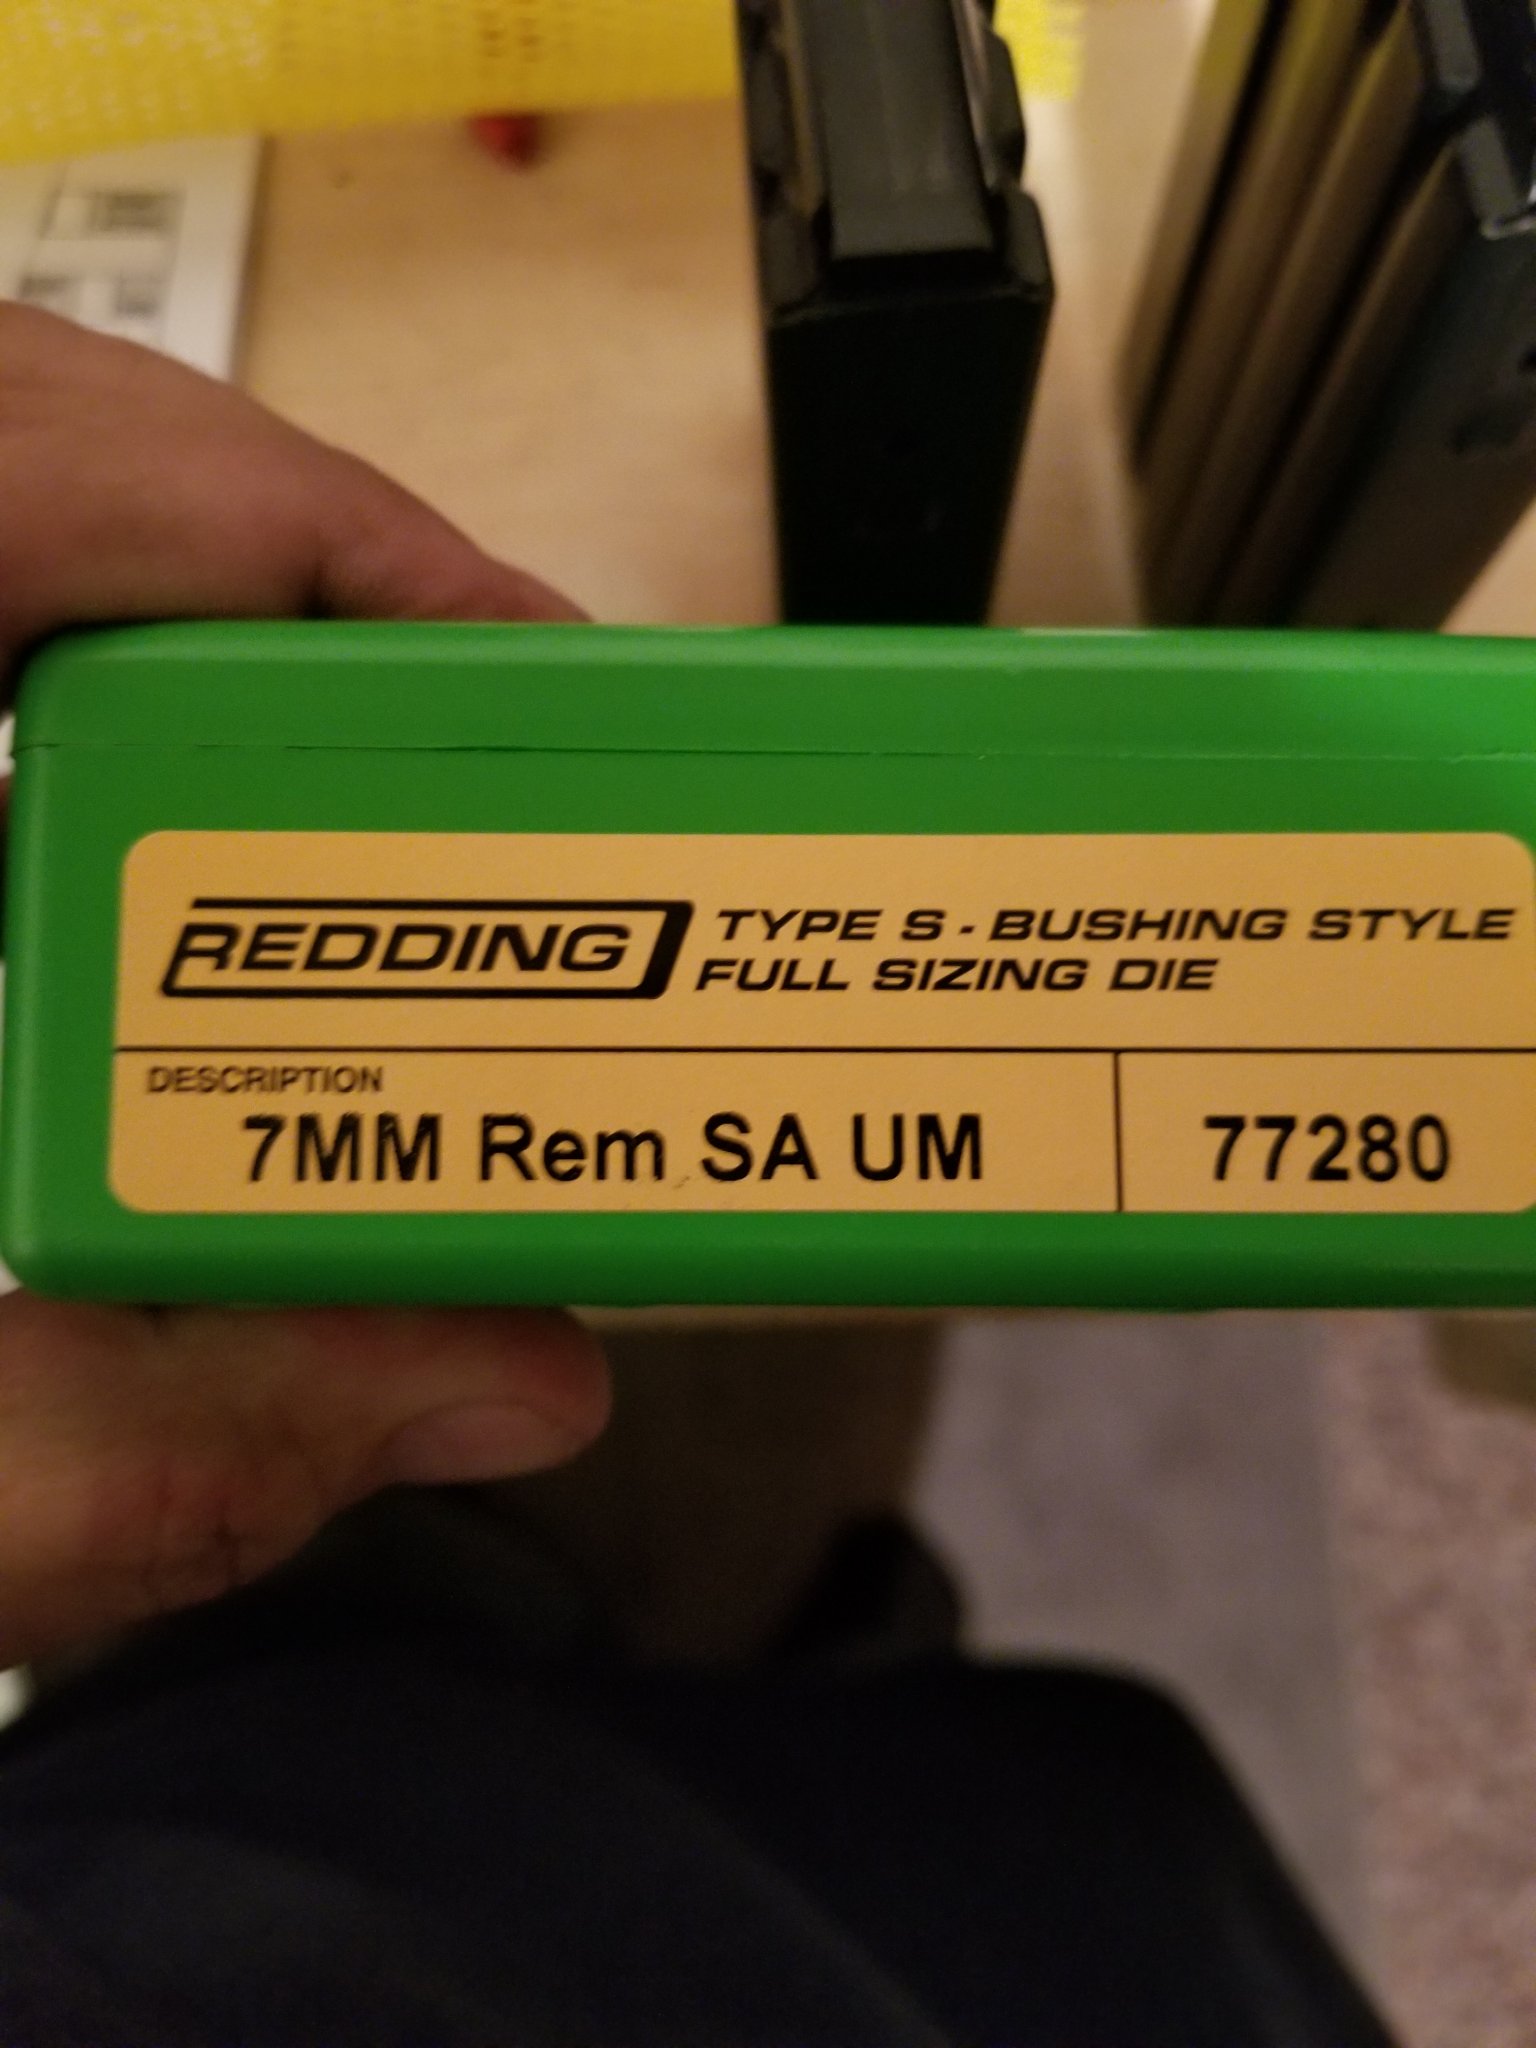 REDDING
TYPE S - BUSHING STYLE
FULL SIZING DIE
DESCRIPTION
7MM Rem SA UM
77280